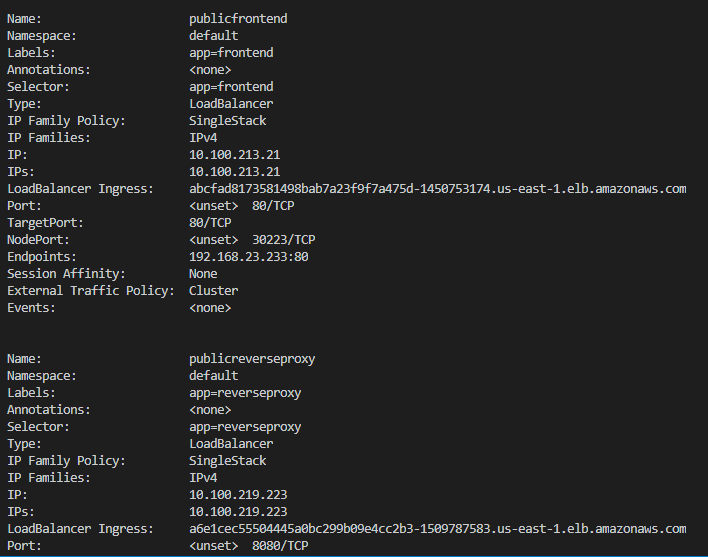 Name:                     publicfrontend
Namespace:                default
Labels:                   app=frontend
Annotations:              <none>
Selector:                 app=frontend
Type:                     LoadBalancer
IP Family Policy:         SingleStack
IP Families:              IPv4
IP:                       10.100.213.21
IPs:                      10.100.213.21
LoadBalancer Ingress:     abcfad8173581498bab7a23f9f7a475d-1450753174.us-east-1.elb.amazonaws.com
Port:                     <unset>  80/TCP
TargetPort:               80/TCP
NodePort:                 <unset>  30223/TCP
Endpoints:                192.168.23.233:80
Session Affinity:         None
External Traffic Policy:  Cluster
Events:                   <none>
Name:                     publicreverseproxy
Namespace:                default
Labels:                   app=reverseproxy
Annotations:              <none>
Selector:                 app=reverseproxy
Type:                     LoadBalancer
IP Family Policy:         SingleStack
IP Families:              IPv4
IP:                       10.100.219.223
IPs:                      10.100.219.223
LoadBalancer Ingress:     a6e1cec55504445a0bc299b09e4cc2b3-1509787583.us-east-1.elb.amazonaws.com
Port:                     <unset>  8080/TCP